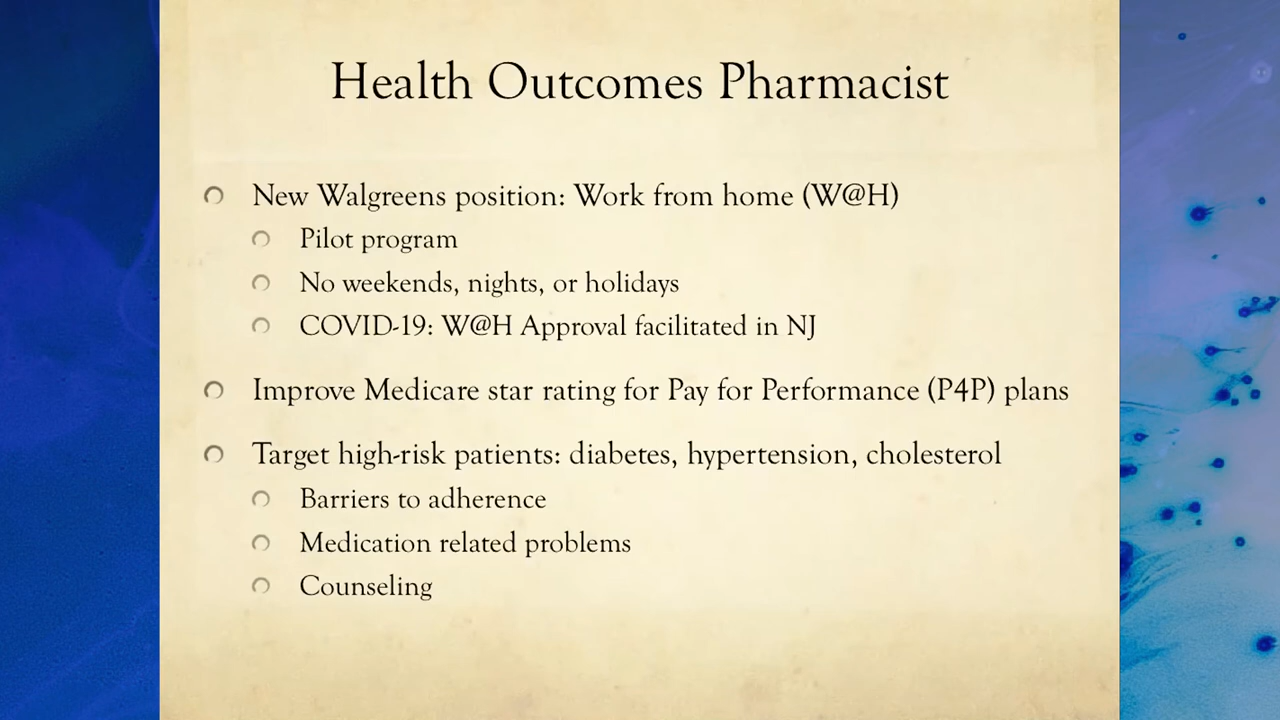 Health Outcomes Pharmacist
New Walgreens position: Work from home (W@H)
Pilot program
No weekends, nights, or holidays
COVID-19: W@H Approval facilitated in NJ
Improve Medicare star rating for Pay for Performance (P4P) plans
Target high-risk patients: diabetes, hypertension, cholesterol
Barriers to adherence
Medication related problems
Counseling